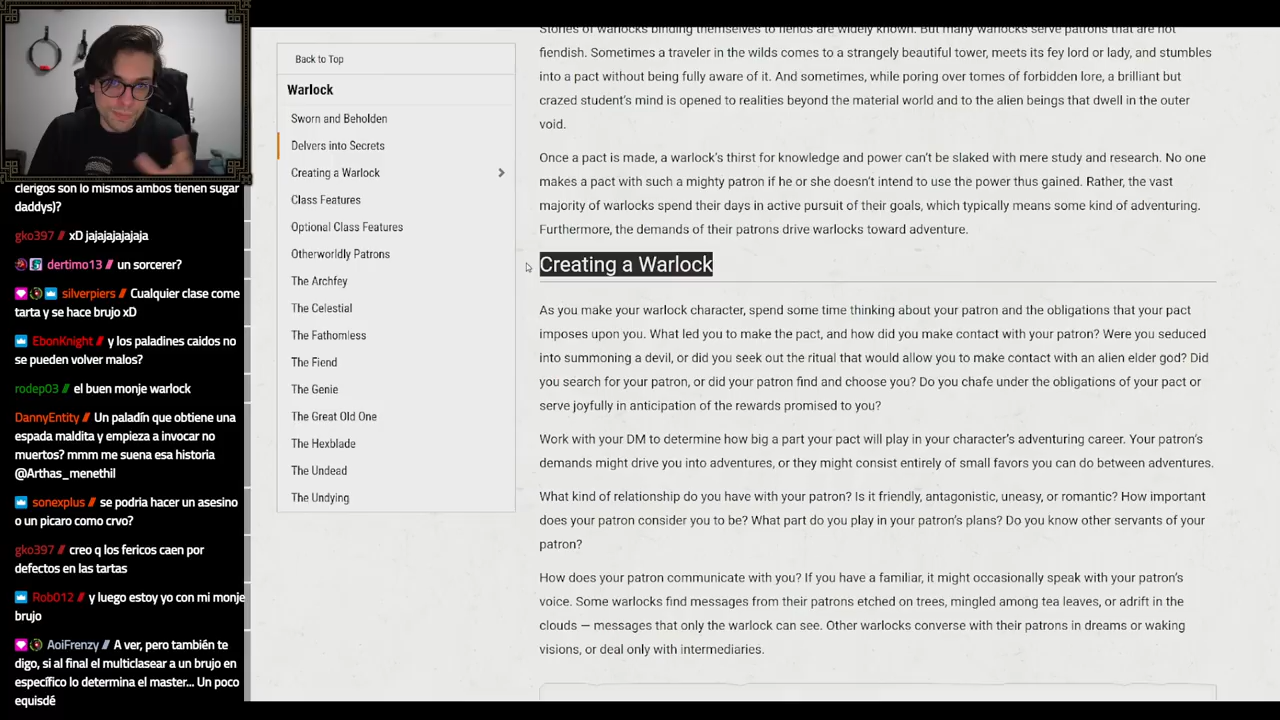 clerigos son lo mismos ambos tienen sugar
daddys)?
gko397 // xD jajajajajaja
dertimo13 // un sorcerer?
silverpiers // Cualquier clase come
tarta y se hace brujo xD
EbonKnight // y los paladines caidos no
se pueden volver malos?
rodep03 // el buen monje warlock
DannyEntity // Un paladín que obtiene una
espada maldita y empieza a invocar no
muertos? mmm me suena esa historia
@Arthas_menethil
sonexplus // se podria hacer un asesino
o un picaro como crvo?
gko397 // creo q los fericos caen por
defectos en las tartas
Rob012 // y luego estoy yo con mi monje
brujo
AoiFrenzy // A ver, pero también te
digo, si al final el multiclasear a un brujo en
específico lo determina el master... Un poco
equisdé
Back to Top
Warlock
Sworn and Beholden
Delvers into Secrets
Creating a Warlock
Class Features
Optional Class Features
Otherworldly Patrons
The Archfey
The Celestial
The Fathomless
The Fiend
The Genie
The Great Old One
The Hexblade
The Undead
The Undying
Stories of warlocks binding themselves to fiends are widely known. But many warlocks serve patrons that are not
fiendish. Sometimes a traveler in the wilds comes to a strangely beautiful tower, meets its fey lord or lady, and stumbles
into a pact without being fully aware of it. And sometimes, while poring over tomes of forbidden lore, a brilliant but
crazed student's mind is opened to realities beyond the material world and to the alien beings that dwell in the outer
void.
Once a pact is made, a warlock's thirst for knowledge and power can't be slaked with mere study and research. No one
makes a pact with such a mighty patron if he or she doesn't intend to use the power thus gained. Rather, the vast
majority of warlocks spend their days in active pursuit of their goals, which typically means some kind of adventuring.
Furthermore, the demands of their patrons drive warlocks toward adventure.
Creating a Warlock
As you make your warlock character, spend some time thinking about your patron and the obligations that your pact
imposes upon you. What led you to make the pact, and how did you make contact with your patron? Were you seduced
into summoning a devil, or did you seek out the ritual that would allow you to make contact with an alien elder god? Did
you search for your patron, or did your patron find and choose you? Do you chafe under the obligations of your pact or
serve joyfully in anticipation of the rewards promised to you?
Work with your DM to determine how big a part your pact will play in your character's adventuring career. Your patron's
demands might drive you into adventures, or they might consist entirely of small favors you can do between adventures.
What kind of relationship do you have with your patron? Is it friendly, antagonistic, uneasy, or romantic? How important
does your patron consider you to be? What part do you play in your patron's plans? Do you know other servants of your
patron?
How does your patron communicate with you? If you have a familiar, it might occasionally speak with your patron's
voice. Some warlocks find messages from their patrons etched on trees, mingled among tea leaves, or adrift in the
clouds — messages that only the warlock can see. Other warlocks converse with their patrons in dreams or waking
visions, or deal only with intermediaries.